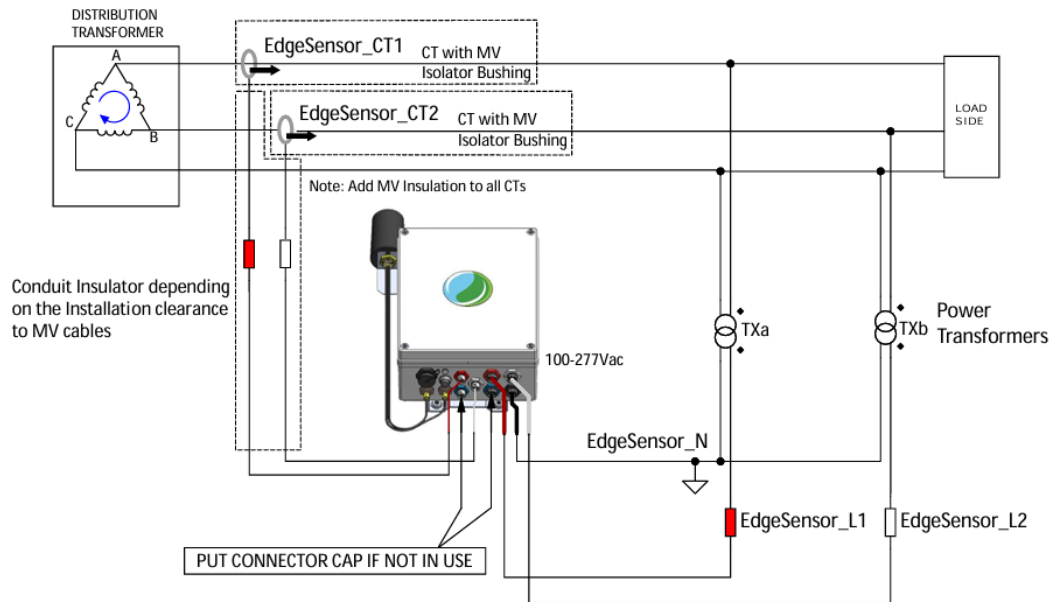 DISTRIBUTION
TRANSFORMER
A
C
B
EdgeSensor_CT1
CT with MV
Isolator Bushing
EdgeSensor_CT2
CT with MV
Isolator Bushing
LOAD
SIDE
Note: Add MV Insulation to all CTs
Conduit Insulator depending
on the Installation clearance
to MV cables
100-277Vac
TXa
TXb
Power
Transformers
EdgeSensor_N
EdgeSensor_L1
EdgeSensor_L2
PUT CONNECTOR CAP IF NOT IN USE